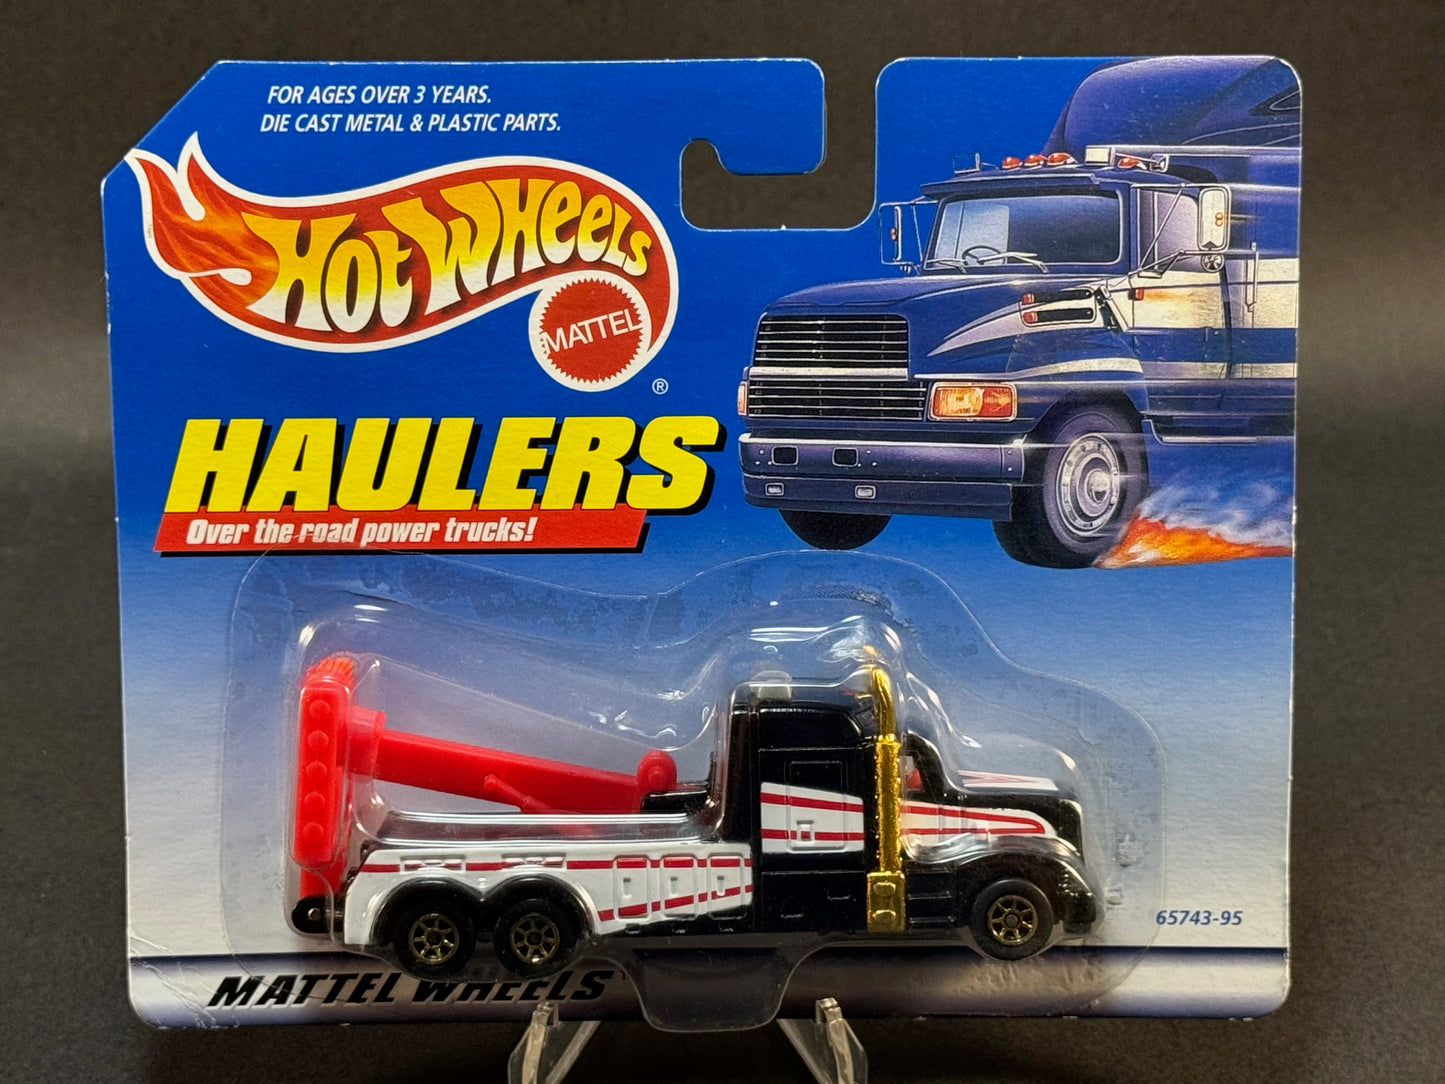 FOR AGES OVER 3 YEARS.
DIE CAST METAL & PLASTIC PARTS.
HOT WHEELS
MATTEL
®
HAULERS
Over the road power trucks!
65743-95
MATTEL WHEELS